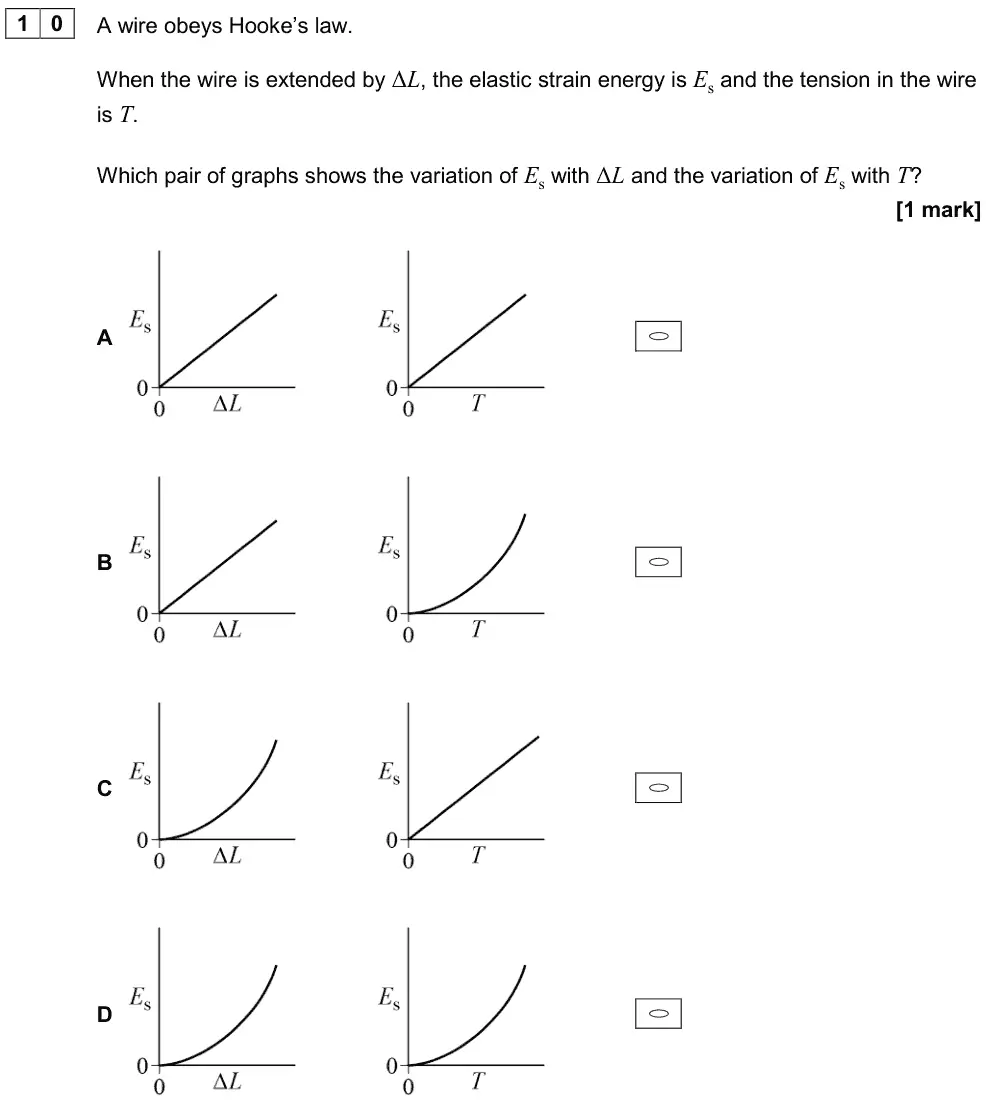 1 0 A wire obeys Hooke’s law.
When the wire is extended by ΔL, the elastic strain energy is Es and the tension in the wire
is T.
Which pair of graphs shows the variation of Es with ΔL and the variation of Es with T?
[1 mark]
A Es 0 0 ΔL Es 0 0 T
B Es 0 0 ΔL Es 0 0 T
C Es 0 0 ΔL Es 0 0 T
D Es 0 0 ΔL Es 0 0 T